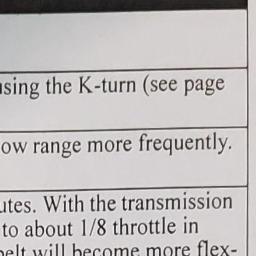 using the K-turn (see page
ow range more frequently.
utes. With the transmission
to about 1/8 throttle in
belt will become more flex-